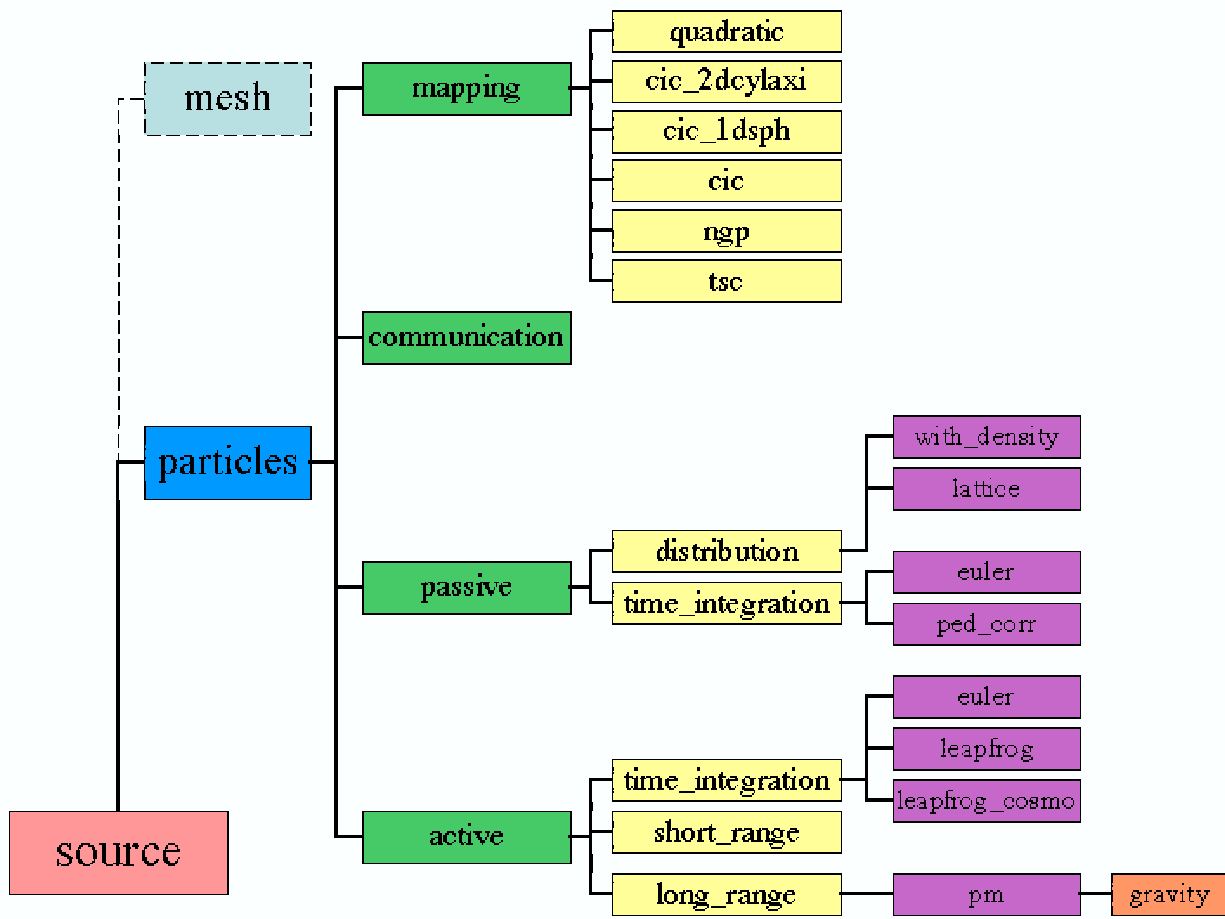 quadratic
mesh
mapping
cic_2dcylaxi
cic_1dsph
cic
ngp
tsc
communication
particles
with_density
lattice
passive
distribution
time_integration
euler
ped_corr
euler
leapfrog
leapfrog_cosmo
time_integration
source
active
short_range
long_range
pm
gravity